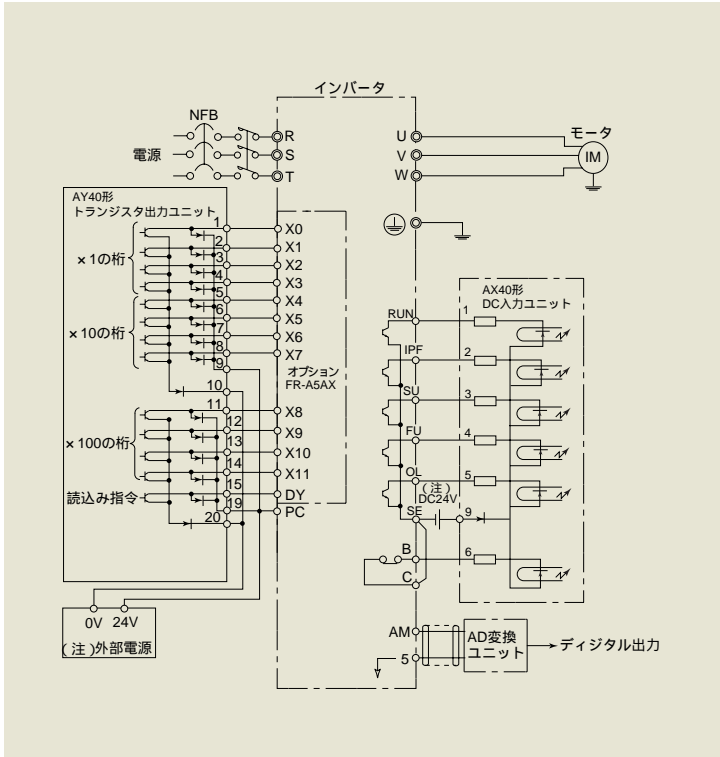 インバータ
NFB
電源
R
S
T
U
V
W
モータ
IM
AY40形
トランジスタ出力ユニット
×1の桁
×10の桁
×100の桁
読込み指令
1
2
3
4
5
6
7
8
9
10
11
12
13
14
15
19
20
X0
X1
X2
X3
X4
X5
X6
X7
オプション
FR-A5AX
X8
X9
X10
X11
DY
PC
0V 24V
(注)外部電源
AX40形
DC入力ユニット
RUN
1
IPF
2
SU
3
FU
4
OL
5
(注)
DC24V
SE
9
B
6
C
AM
5
AD変換
ユニット
ディジタル出力